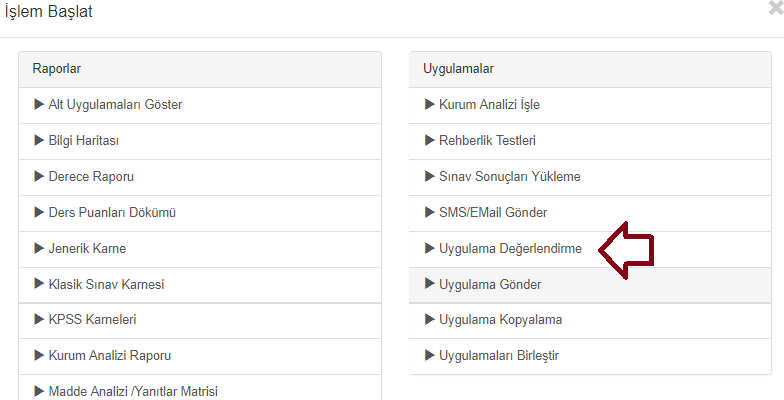 İşlem Başlat
Raporlar
Alt Uygulamaları Göster
Bilgi Haritası
Derece Raporu
Ders Puanları Dökümü
Jenerik Karne
Klasik Sınav Karnesi
KPSS Karneleri
Kurum Analizi Raporu
Madde Analizi /Yanıtlar Matrisi
Uygulamalar
Kurum Analizi İşle
Rehberlik Testleri
Sınav Sonuçları Yükleme
SMS/EMail Gönder
Uygulama Değerlendirme
Uygulama Gönder
Uygulama Kopyalama
Uygulamaları Birleştir